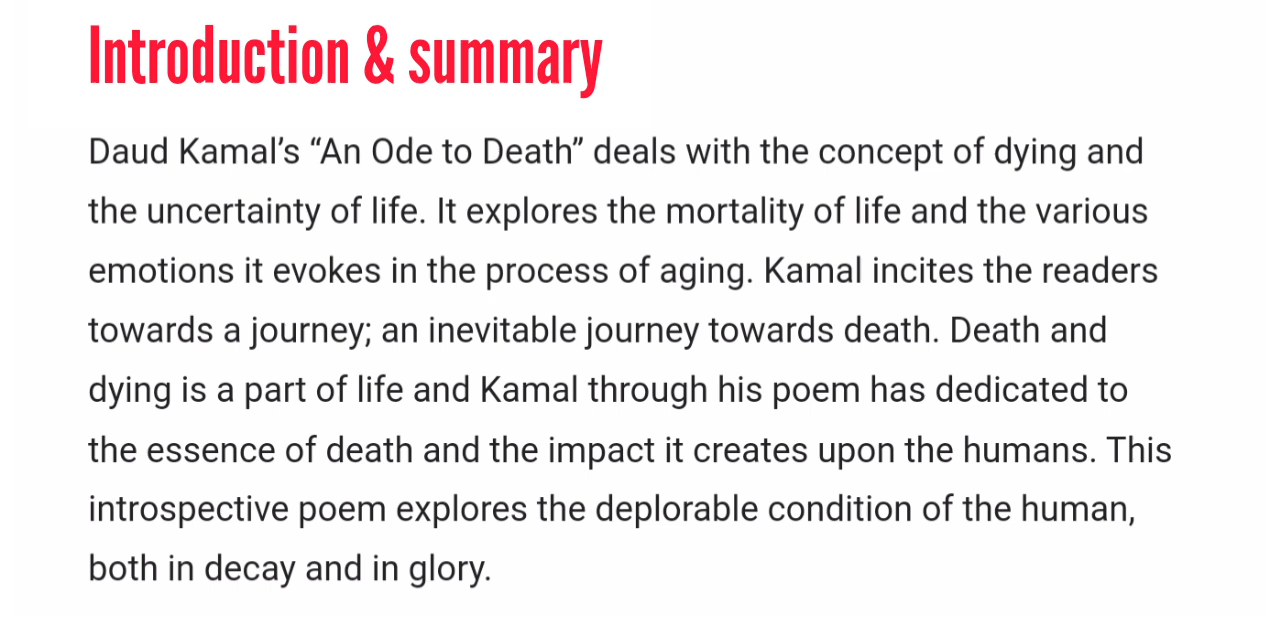 Introduction & summary
Daud Kamal’s “An Ode to Death” deals with the concept of dying and
the uncertainty of life. It explores the mortality of life and the various
emotions it evokes in the process of aging. Kamal incites the readers
towards a journey; an inevitable journey towards death. Death and
dying is a part of life and Kamal through his poem has dedicated to
the essence of death and the impact it creates upon the humans. This
introspective poem explores the deplorable condition of the human,
both in decay and in glory.